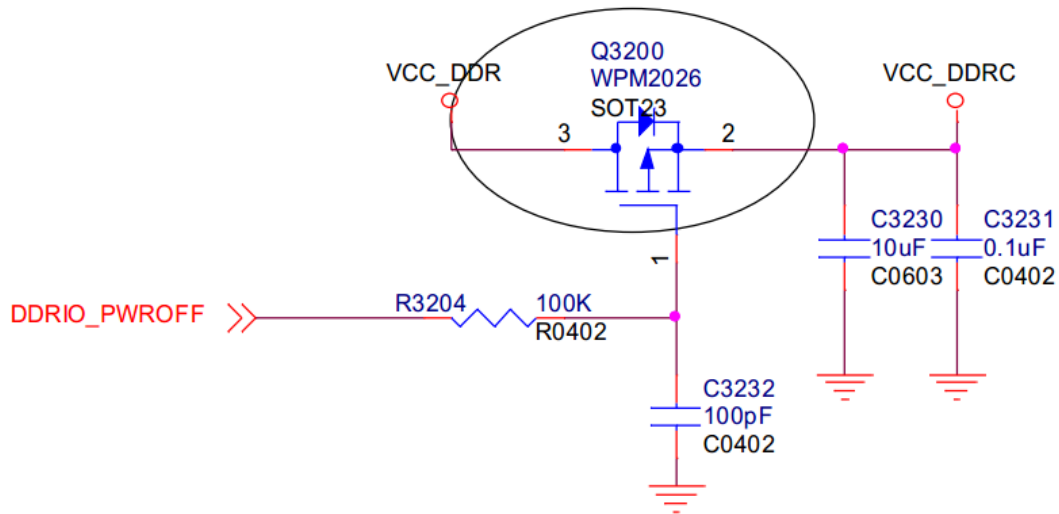 Q3200
WPM2026
SOT23
VCC_DDR
VCC_DDRC
3
2
1
C3230
10uF
C0603
C3231
0.1uF
C0402
DDRIO_PWROFF
R3204
100K
R0402
C3232
100pF
C0402